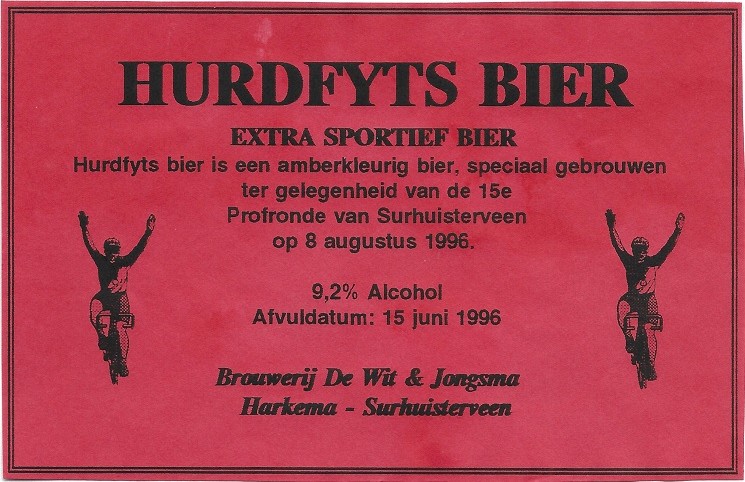 HURDFYTS BIER
EXTRA SPORTIEF BIER
Hurdfyts bier is een amberkleurig bier, speciaal gebrouwen
ter gelegenheid van de 15e
Profronde van Surhuisterveen
op 8 augustus 1996.
9,2% Alcohol
Afvuldatum: 15 juni 1996
Brouwerij De Wit & Jongsma
Harkema - Surhuisterveen